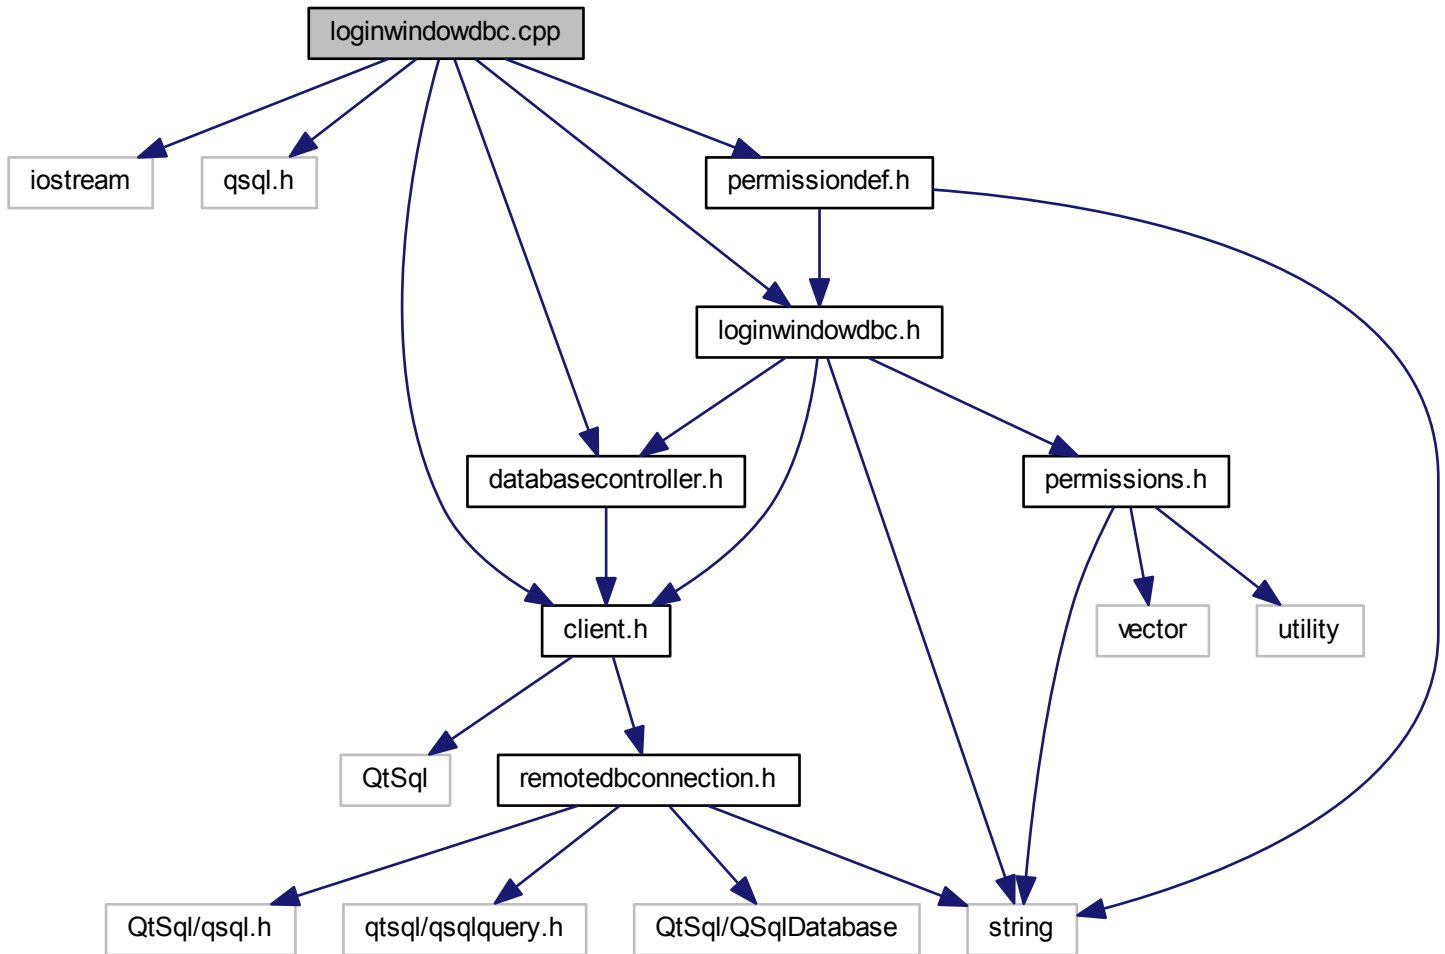 loginwindowdbc.cpp
iostream
qsql.h
permissiondef.h
loginwindowdbc.h
databasecontroller.h
permissions.h
client.h
vector
utility
QtSql
remotedbconnection.h
QtSql/qsql.h
qtsql/qsqlquery.h
QtSql/QSqlDatabase
string